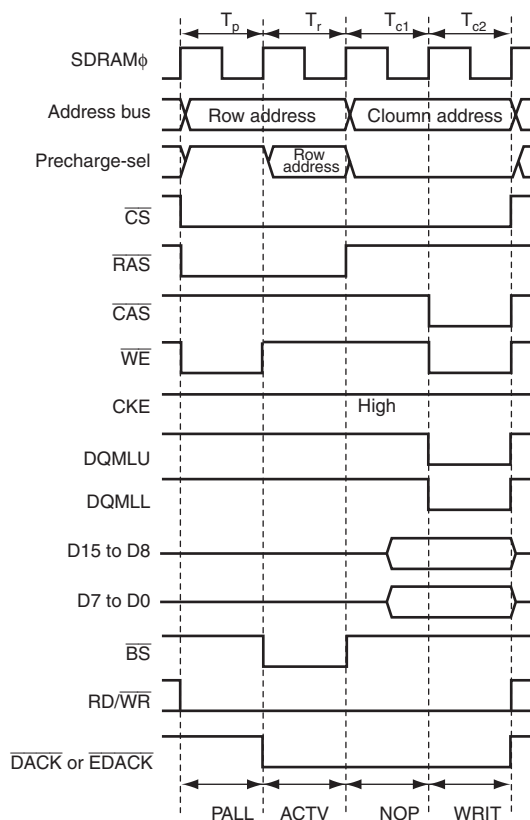 Tp Tr Tc1 Tc2
SDRAMϕ
Address bus Row address Cloumn address
Precharge-sel Row
address
CS
RAS
CAS
WE
CKE High
DQMLU
DQMLL
D15 to D8
D7 to D0
BS
RD/WR
DACK or EDACK
PALL ACTV NOP WRIT